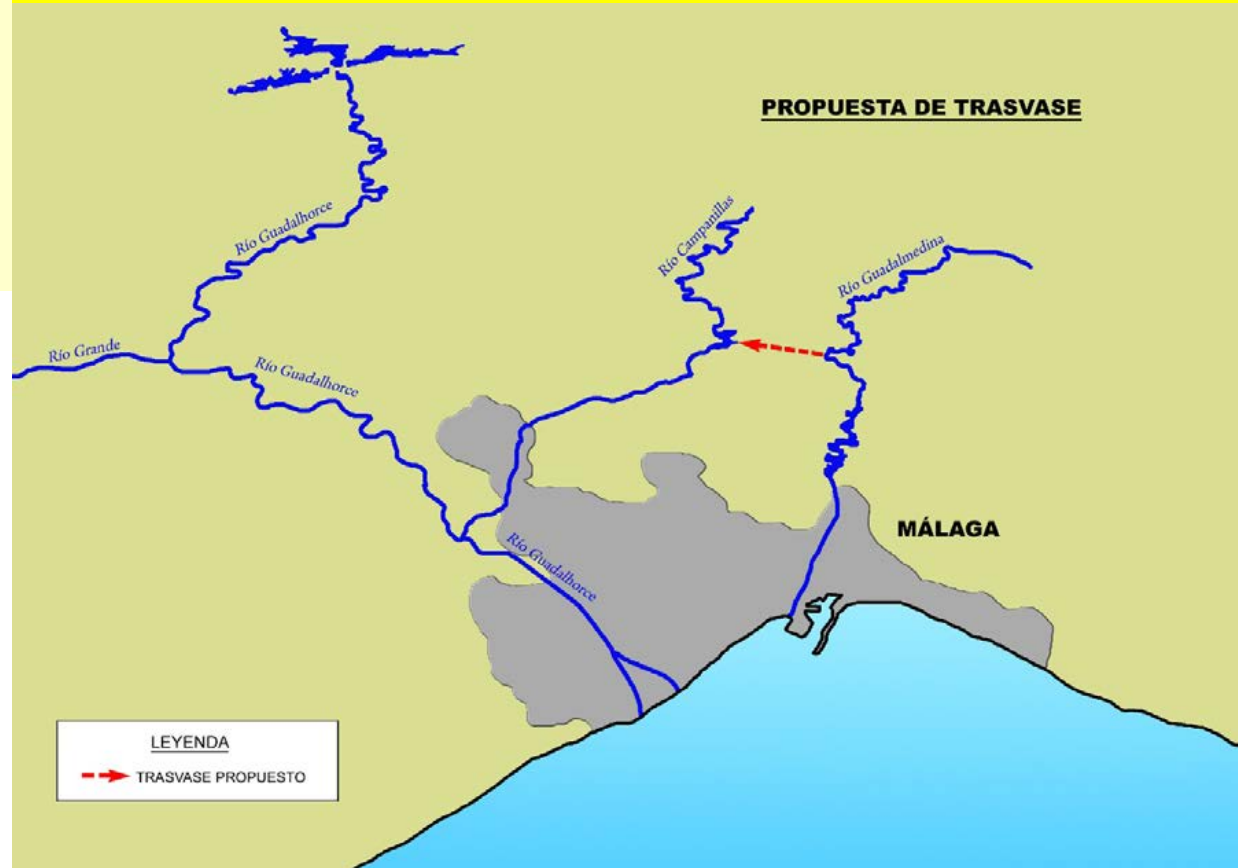 PROPUESTA DE TRASVASE
Río Campanillas
Río Guadalhorce
Río Guadalmedina
Río Grande
Río Guadalhorce
MÁLAGA
Río Guadalhorce
LEYENDA
TRASVASE PROPUESTO